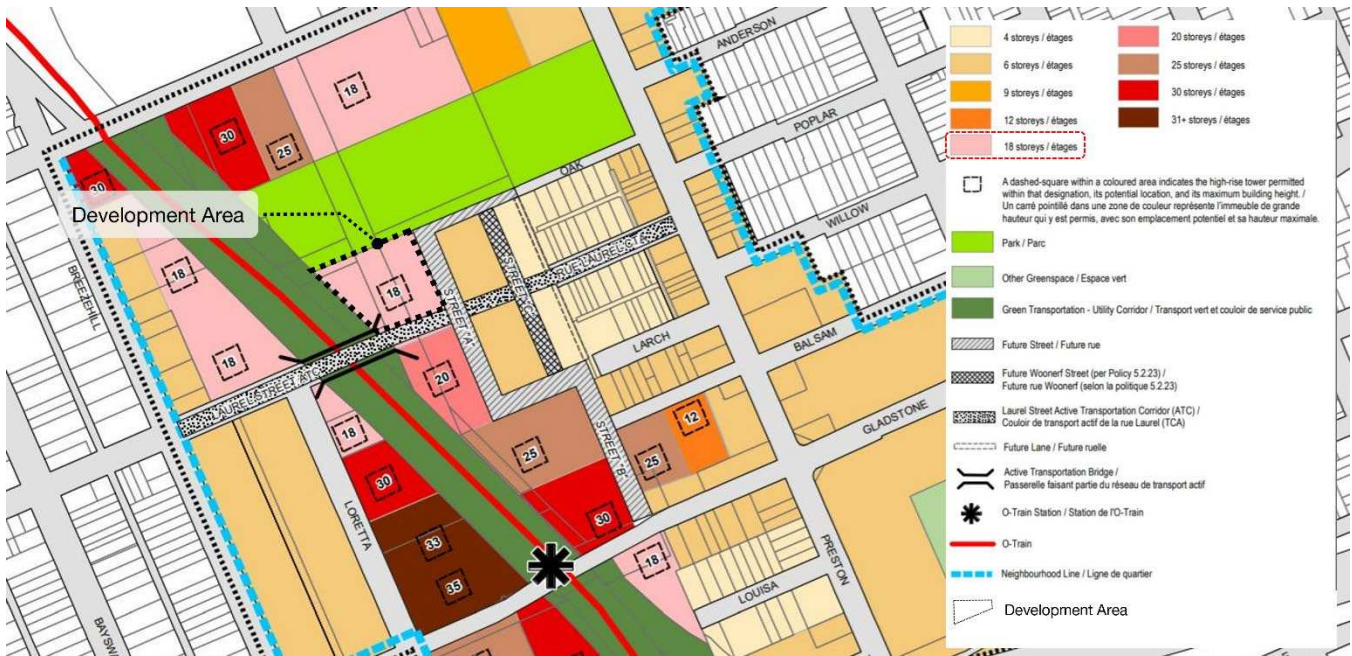 ANDERSON
POPLAR
WILLOW
OAK
18
30
25
30
Development Area
18
18
18
BREEZEHILL
STREET "A"
STREET "C"
RUE LAUREL CT.
LARCH
BALSAM
GLADSTONE
LAUREL STREET ATC
20
18
25
12
25
30
STREET "B"
30
33
35
LORETTA
18
LOUISA
PRESTON
BAYSW
4 storeys / étages
6 storeys / étages
9 storeys / étages
12 storeys / étages
18 storeys / étages
20 storeys / étages
25 storeys / étages
30 storeys / étages
31+ storeys / étages
A dashed-square within a coloured area indicates the high-rise tower permitted
within that designation, its potential location, and its maximum building height. /
Un carré pointillé dans une zone de couleur représente l'immeuble de grande
hauteur qui y est permis, avec son emplacement potentiel et sa hauteur maximale.
Park / Parc
Other Greenspace / Espace vert
Green Transportation - Utility Corridor / Transport vert et couloir de service public
Future Street / Future rue
Future Woonerf Street (per Policy 5.2.23) /
Future rue Woonerf (selon la politique 5.2.23)
Laurel Street Active Transportation Corridor (ATC) /
Couloir de transport actif de la rue Laurel (TCA)
Future Lane / Future ruelle
Active Transportation Bridge /
Passerelle faisant partie du réseau de transport actif
O-Train Station / Station de l'O-Train
O-Train
Neighbourhood Line / Ligne de quartier
Development Area